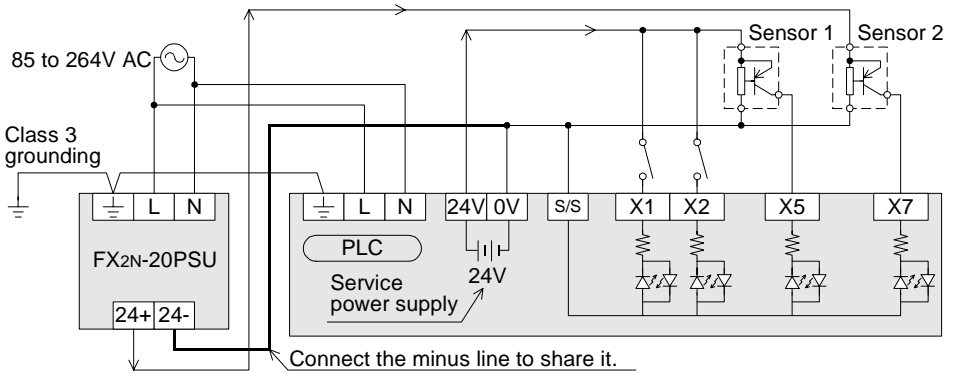 Sensor 1 Sensor 2
85 to 264V AC
Class 3
grounding
L N L N 24V 0V S/S X1 X2 X5 X7
FX2N-20PSU
PLC
24V
Service
power supply
24+ 24-
Connect the minus line to share it.